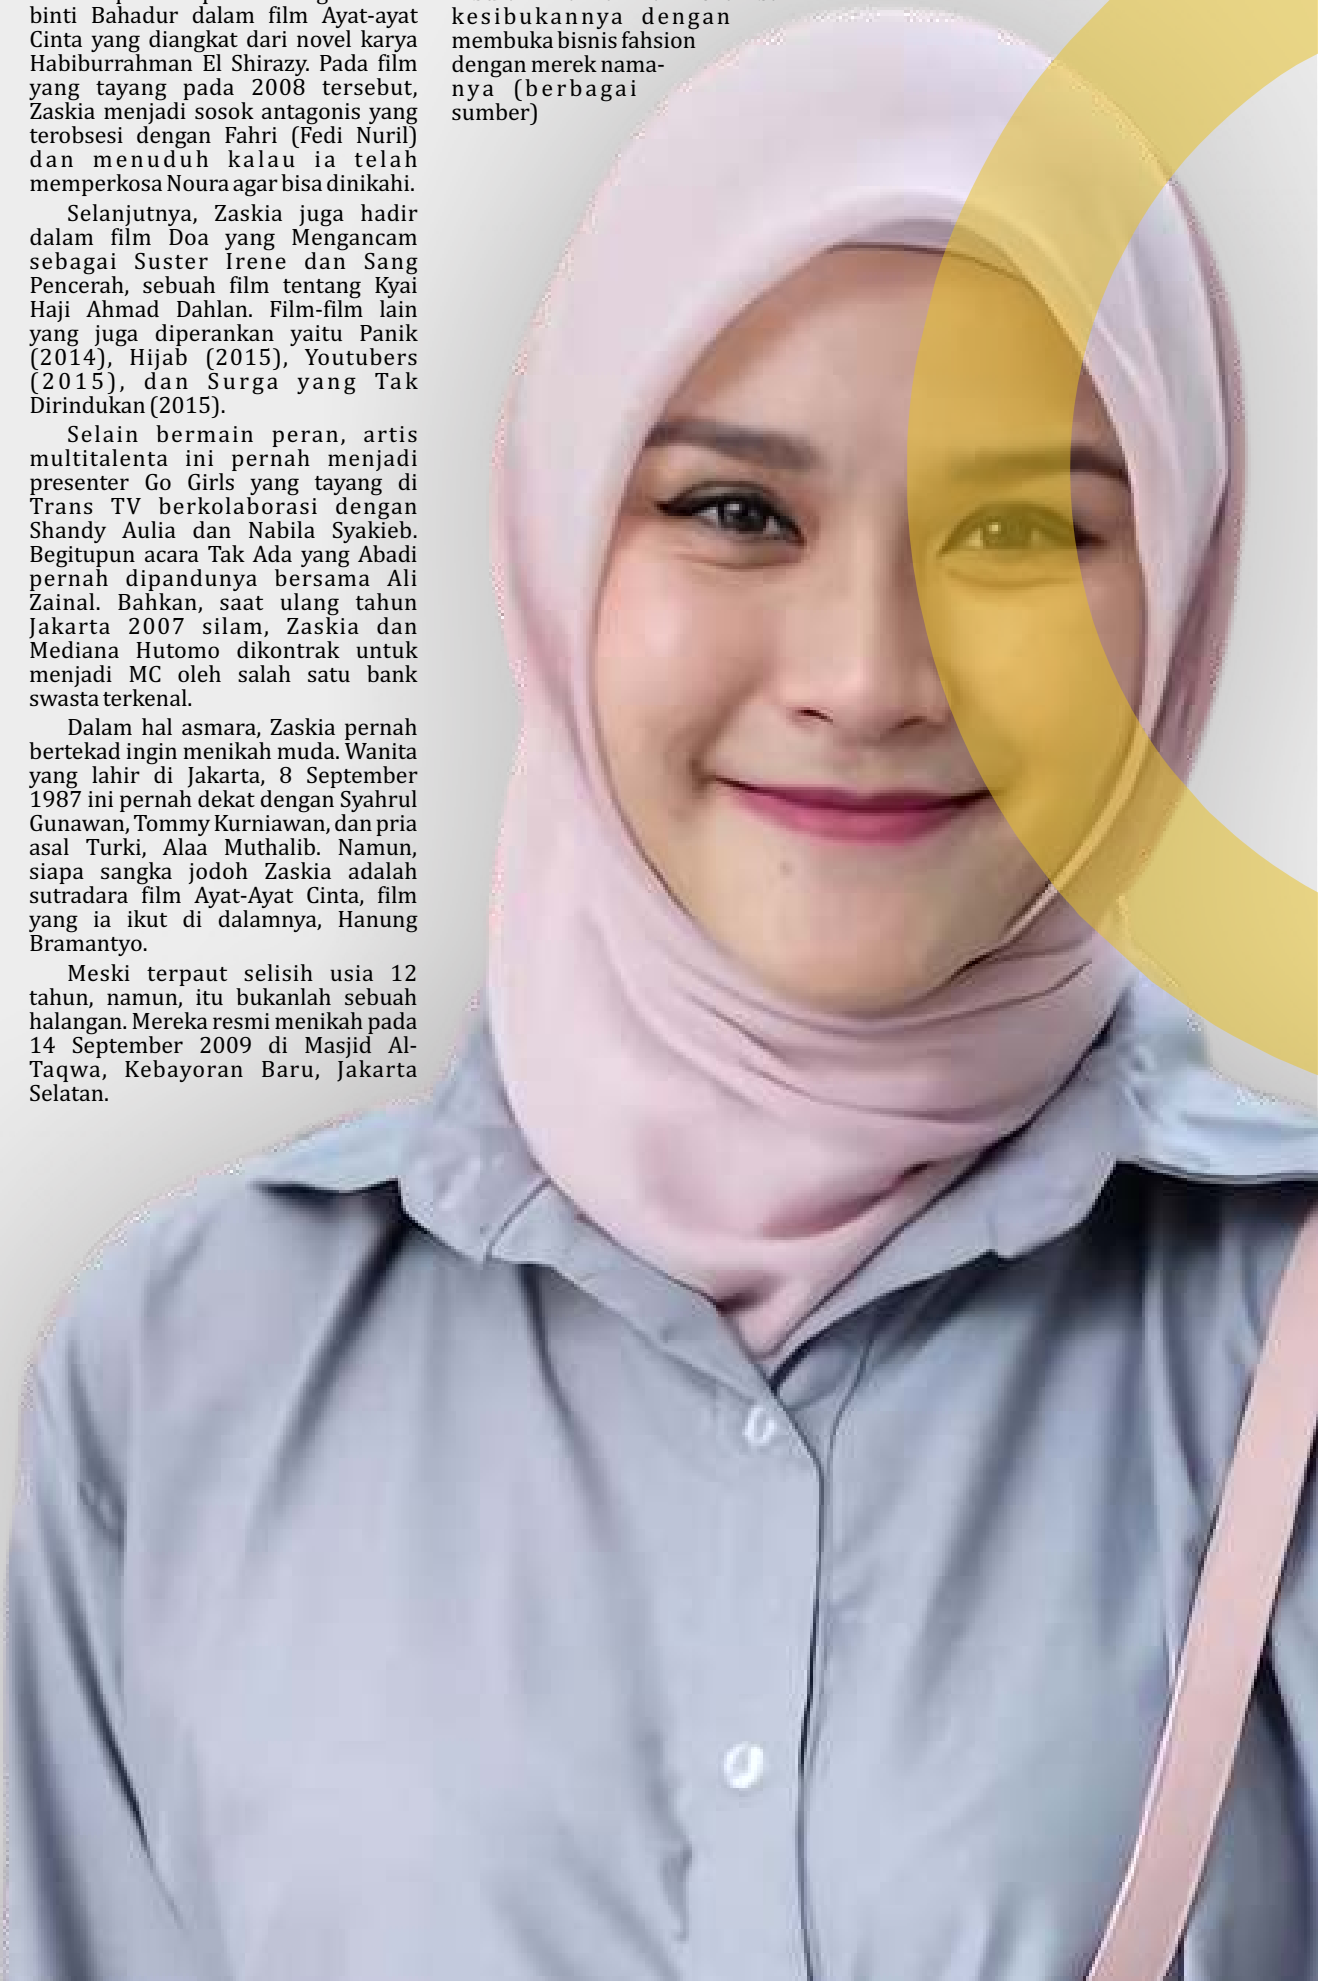 binti Bahadur dalam film Ayat-ayat
Cinta yang diangkat dari novel karya
Habiburrahman El Shirazy. Pada film
yang tayang pada 2008 tersebut,
Zaskia menjadi sosok antagonis yang
terobsesi dengan Fahri (Fedi Nuril)
dan menuduh kalau ia telah
memperkosa Noura agar bisa dinikahi.
Selanjutnya, Zaskia juga hadir
dalam film Doa yang Mengancam
sebagai Suster Irene dan Sang
Pencerah, sebuah film tentang Kyai
Haji Ahmad Dahlan. Film-film lain
yang juga diperankan yaitu Panik
(2014), Hijab (2015), Youtubers
(2015), dan Surga yang Tak
Dirindukan (2015).
Selain bermain peran, artis
multitalenta ini pernah menjadi
presenter Go Girls yang tayang di
Trans TV berkolaborasi dengan
Shandy Aulia dan Nabila Syakieb.
Begitupun acara Tak Ada yang Abadi
pernah dipandunya bersama Ali
Zainal. Bahkan, saat ulang tahun
Jakarta 2007 silam, Zaskia dan
Mediana Hutomo dikontrak untuk
menjadi MC oleh salah satu bank
swasta terkenal.
Dalam hal asmara, Zaskia pernah
bertekad ingin menikah muda. Wanita
yang lahir di Jakarta, 8 September
1987 ini pernah dekat dengan Syahrul
Gunawan, Tommy Kurniawan, dan pria
asal Turki, Alaa Muthalib. Namun,
siapa sangka jodoh Zaskia adalah
sutradara film Ayat-Ayat Cinta, film
yang ia ikut di dalamnya, Hanung
Bramantyo.
Meski terpaut selisih usia 12
tahun, namun, itu bukanlah sebuah
halangan. Mereka resmi menikah pada
14 September 2009 di Masjid Al-
Taqwa, Kebayoran Baru, Jakarta
Selatan.
kesibukannya dengan
membuka bisnis fahsion
dengan merek nama-
nya (berbagai
sumber)